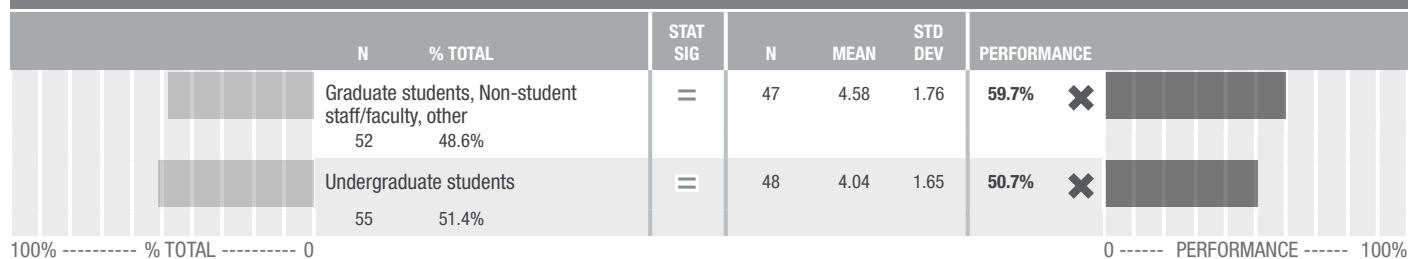 N % TOTAL STAT SIG N MEAN STD DEV PERFORMANCE
Graduate students, Non-student = 47 4.58 1.76 59.7% ✖
staff/faculty, other
52 48.6%
Undergraduate students = 48 4.04 1.65 50.7% ✖
55 51.4%
100% ---------- % TOTAL ---------- 0 0 ------ PERFORMANCE ------ 100%